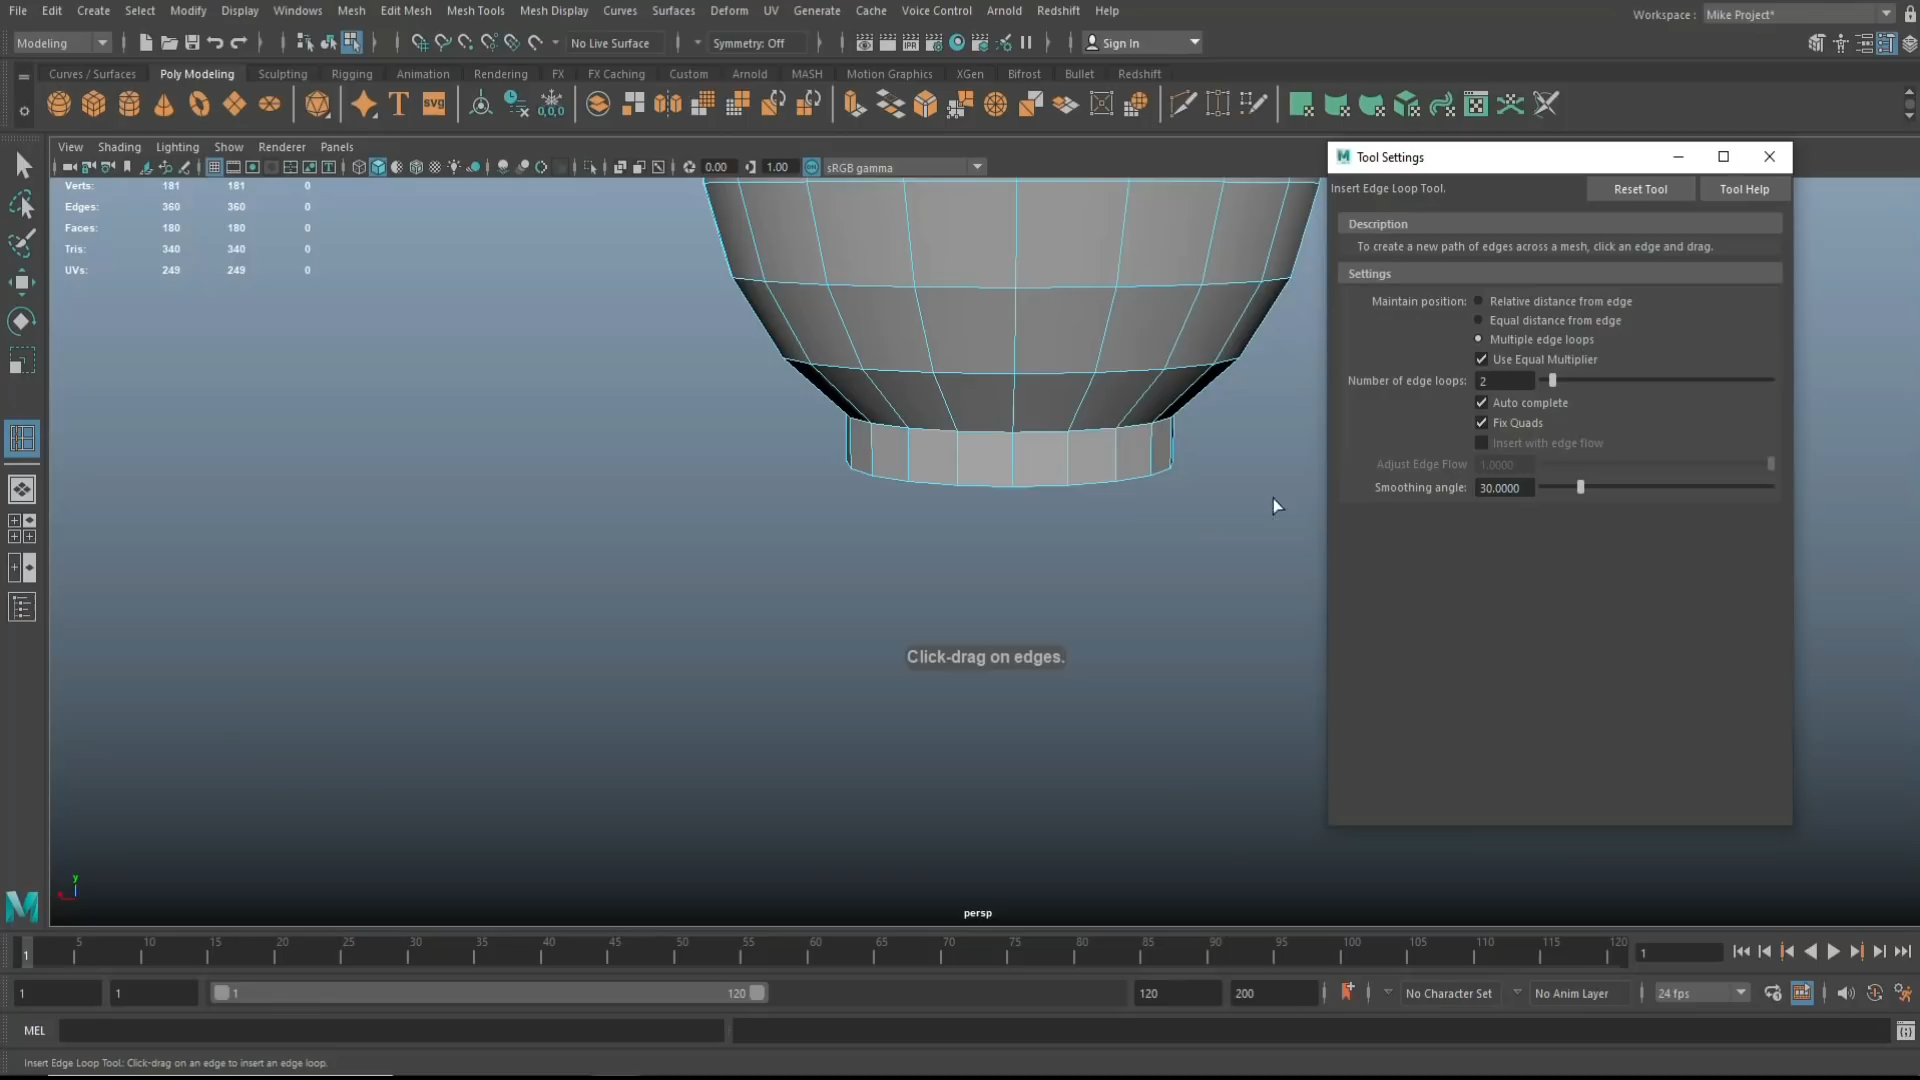 File Edit Create Select Modify Display Windows Mesh Edit Mesh Mesh Tools Mesh Display Curves Surfaces Deform UV Generate Cache Voice Control Arnold Redshift Help
Workspace : Mike Project*
Modeling No Live Surface Symmetry: Off Sign In
Curves / Surfaces Poly Modeling Sculpting Rigging Animation Rendering FX FX Caching Custom Arnold MASH Motion Graphics XGen Bifrost Bullet Redshift
T SVG 0,0,0 IPR
View Shading Lighting Show Renderer Panels
0.00 1.00 sRGB gamma
Verts: 181 181 0
Edges: 360 360 0
Faces: 180 180 0
Tris: 340 340 0
UVs: 249 249 0
M Tool Settings
Insert Edge Loop Tool. Reset Tool Tool Help
Description
To create a new path of edges across a mesh, click an edge and drag.
Settings
Maintain position: Relative distance from edge
Equal distance from edge
Multiple edge loops
Use Equal Multiplier
Number of edge loops: 2
Auto complete
Fix Quads
Insert with edge flow
Adjust Edge Flow 1.0000
Smoothing angle: 30.0000
Click-drag on edges.
y
M
persp
5 10 15 20 25 30 35 40 45 50 55 60 65 70 75 80 85 90 95 100 105 110 115 120
1 1
1 1 1 120 120 200 No Character Set No Anim Layer 24 fps
MEL
Insert Edge Loop Tool: Click-drag on an edge to insert an edge loop.